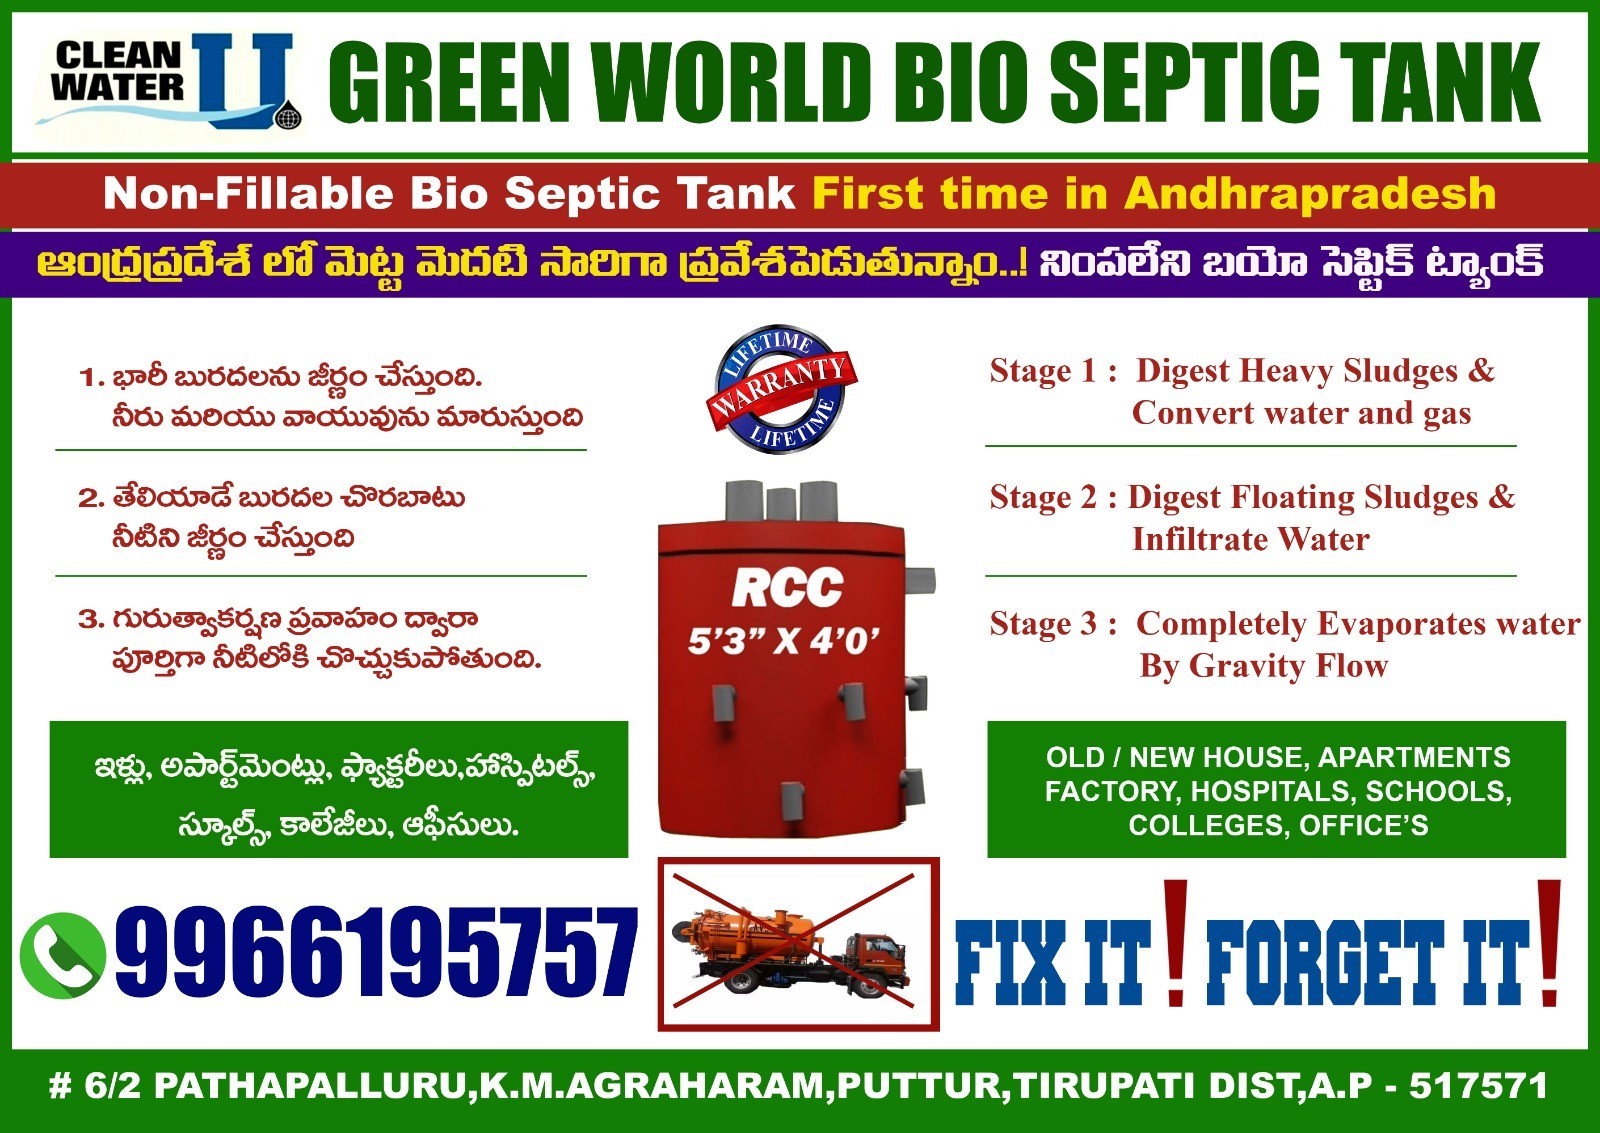 CLEAN
WATER U
GREEN WORLD BIO SEPTIC TANK
Non-Fillable Bio Septic Tank First time in Andhrapradesh
ఆంధ్రప్రదేశ్ లో మెట్ట మెదటి సారిగా ప్రవేశపెడుతున్నాం..! నింపలేని బయో సెప్టిక్ ట్యాంక్
1. భారీ బురదలను జీర్ణం చేస్తుంది.
నీరు మరియు వాయువును మారుస్తుంది
2. తేలియాడే బురదల చొరబాటు
నీటిని జీర్ణం చేస్తుంది
3. గురుత్వాకర్షణ ప్రవాహం ద్వారా
పూర్తిగా నీటిలోకి చొచ్చుకుపోతుంది.
LIFETIME
WARRANTY
LIFETIME
RCC
5’3” X 4’0’
Stage 1 : Digest Heavy Sludges &
Convert water and gas
Stage 2 : Digest Floating Sludges &
Infiltrate Water
Stage 3 : Completely Evaporates water
By Gravity Flow
ఇళ్లు, అపార్ట్‌మెంట్లు, ఫ్యాక్టరీలు,హాస్పిటల్స్,
స్కూల్స్, కాలేజీలు, ఆఫీసులు.
OLD / NEW HOUSE, APARTMENTS
FACTORY, HOSPITALS, SCHOOLS,
COLLEGES, OFFICE’S
9966195757
FIX IT! FORGET IT!
# 6/2 PATHAPALLURU,K.M.AGRAHARAM,PUTTUR,TIRUPATI DIST,A.P - 517571